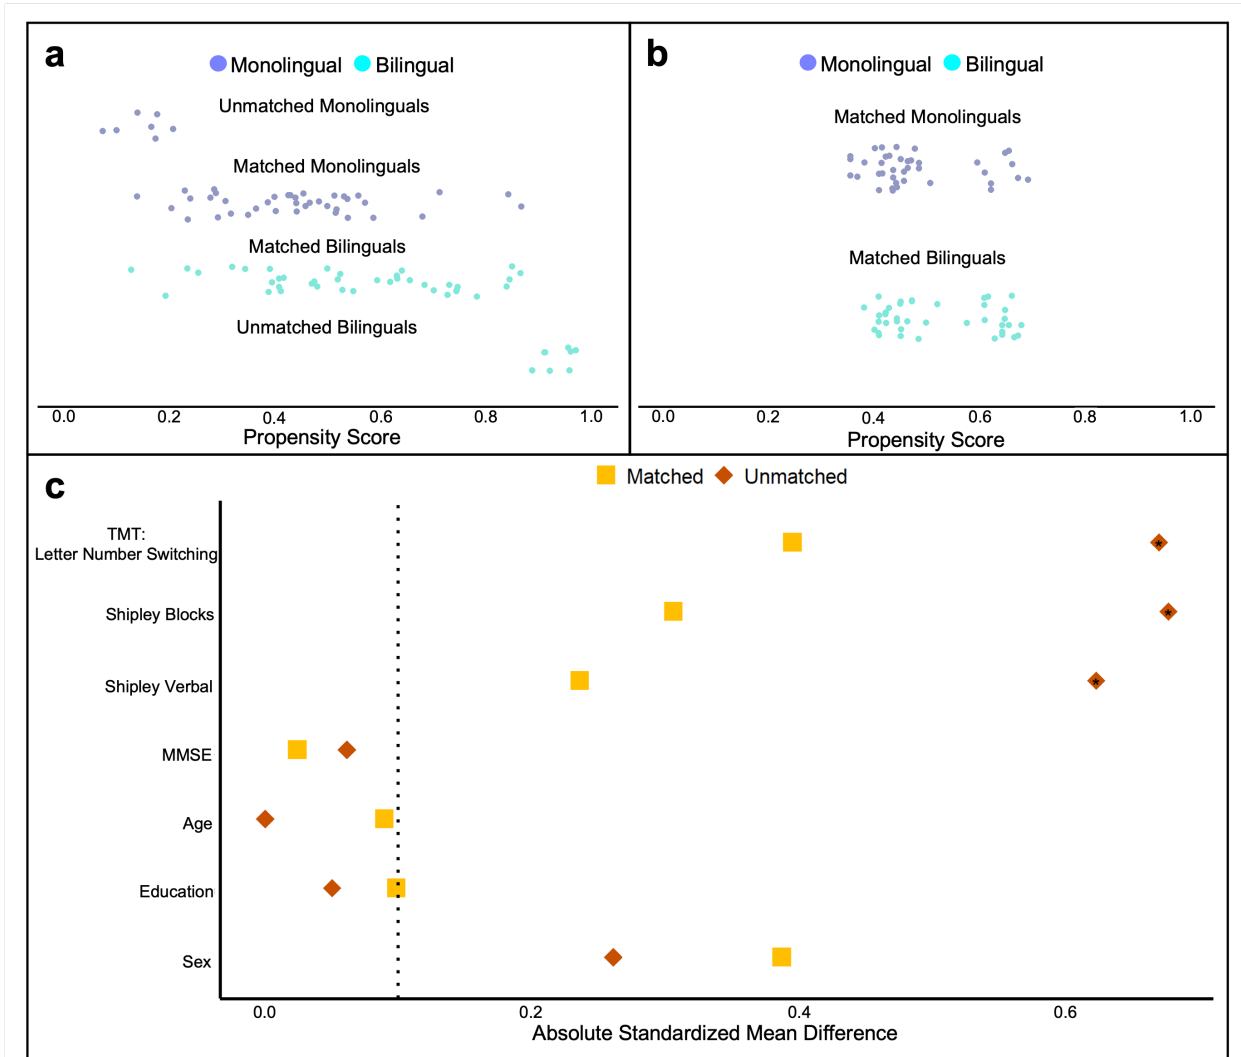 a
Monolingual Bilingual
Unmatched Monolinguals
Matched Monolinguals
Matched Bilinguals
Unmatched Bilinguals
0.0 0.2 0.4 0.6 0.8 1.0
Propensity Score
b
Monolingual Bilingual
Matched Monolinguals
Matched Bilinguals
0.0 0.2 0.4 0.6 0.8 1.0
Propensity Score
c
Matched Unmatched
TMT:
Letter Number Switching
Shipley Blocks
Shipley Verbal
MMSE
Age
Education
Sex
0.0 0.2 0.4 0.6
Absolute Standardized Mean Difference